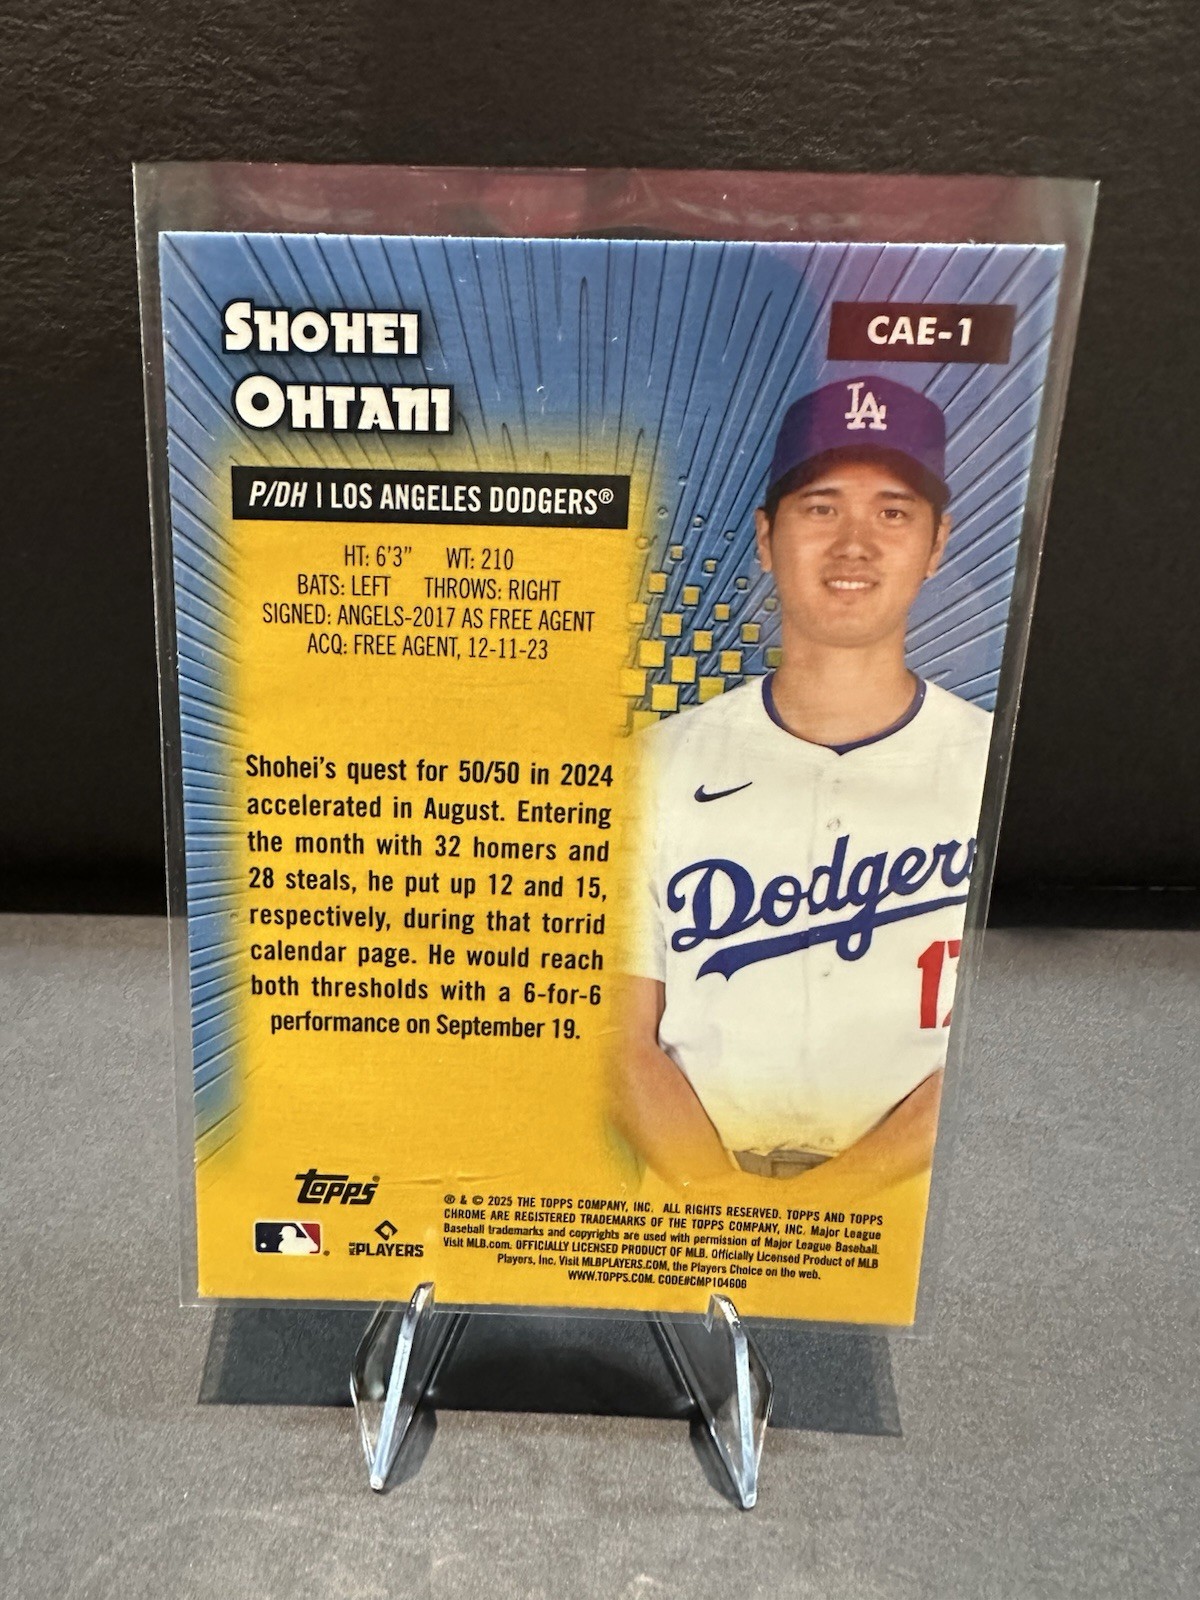 SHOHEI
OHTANI
CAE-1
LA
P/DH | LOS ANGELES DODGERS®
HT: 6'3" WT: 210
BATS: LEFT THROWS: RIGHT
SIGNED: ANGELS-2017 AS FREE AGENT
ACQ: FREE AGENT, 12-11-23
Shohei's quest for 50/50 in 2024
accelerated in August. Entering
the month with 32 homers and
28 steals, he put up 12 and 15,
respectively, during that torrid
calendar page. He would reach
both thresholds with a 6-for-6
performance on September 19.
Dodgers
17
Topps®
MLB PLAYERS
® & © 2025 THE TOPPS COMPANY, INC. ALL RIGHTS RESERVED. TOPPS AND TOPPS
CHROME ARE REGISTERED TRADEMARKS OF THE TOPPS COMPANY, INC. Major League
Baseball trademarks and copyrights are used with permission of Major League Baseball.
Visit MLB.com. OFFICIALLY LICENSED PRODUCT OF MLB. Officially Licensed Product of MLB
Players, Inc. Visit MLBPLAYERS.COM, the Players Choice on the web.
WWW.TOPPS.COM. CODE#CMP104606